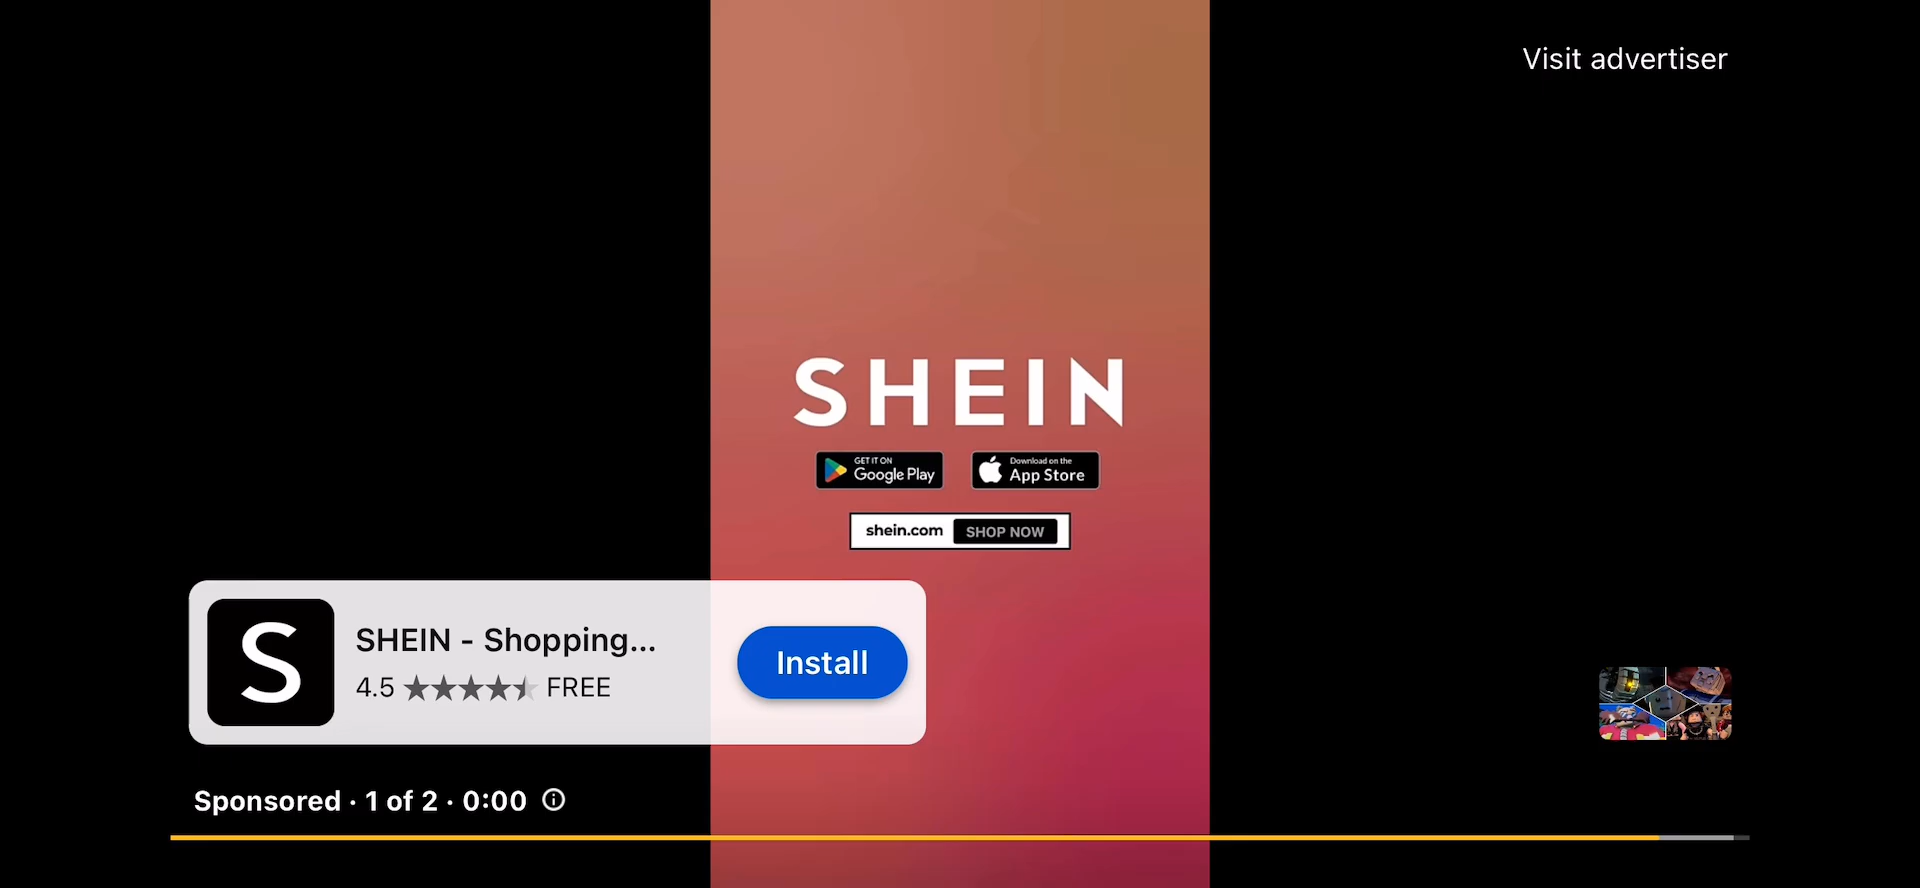 Visit advertiser
SHEIN
GET IT ON
Google Play
Download on the
App Store
shein.com SHOP NOW
S
SHEIN - Shopping...
4.5 ★★★★⯨ FREE
Install
Sponsored · 1 of 2 · 0:00